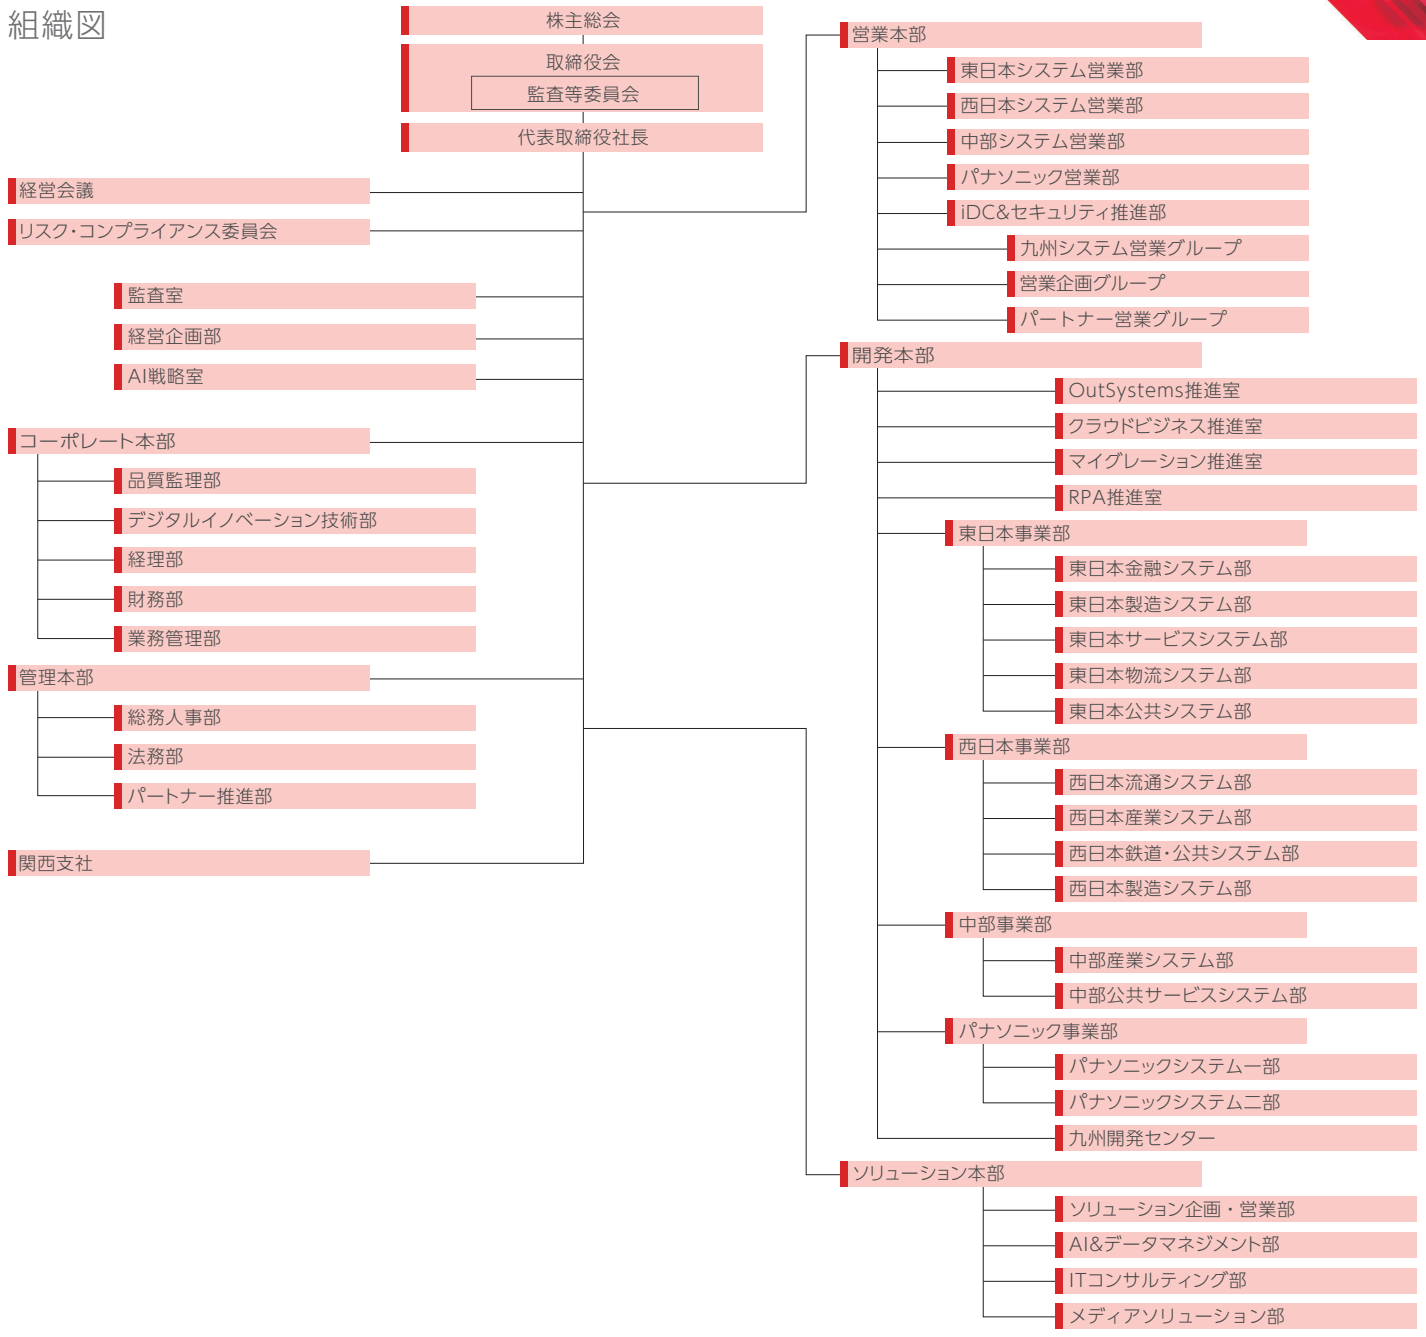 組織図
株主総会
取締役会
監査等委員会
代表取締役社長
経営会議
リスク・コンプライアンス委員会
監査室
経営企画部
AI戦略室
コーポレート本部
品質監理部
デジタルイノベーション技術部
経理部
財務部
業務管理部
管理本部
総務人事部
法務部
パートナー推進部
関西支社
営業本部
東日本システム営業部
西日本システム営業部
中部システム営業部
パナソニック営業部
iDC&セキュリティ推進部
九州システム営業グループ
営業企画グループ
パートナー営業グループ
開発本部
OutSystems推進室
クラウドビジネス推進室
マイグレーション推進室
RPA推進室
東日本事業部
東日本金融システム部
東日本製造システム部
東日本サービスシステム部
東日本物流システム部
東日本公共システム部
西日本事業部
西日本流通システム部
西日本産業システム部
西日本鉄道・公共システム部
西日本製造システム部
中部事業部
中部産業システム部
中部公共サービスシステム部
パナソニック事業部
パナソニックシステム一部
パナソニックシステム二部
九州開発センター
ソリューション本部
ソリューション企画・営業部
AI&データマネジメント部
ITコンサルティング部
メディアソリューション部